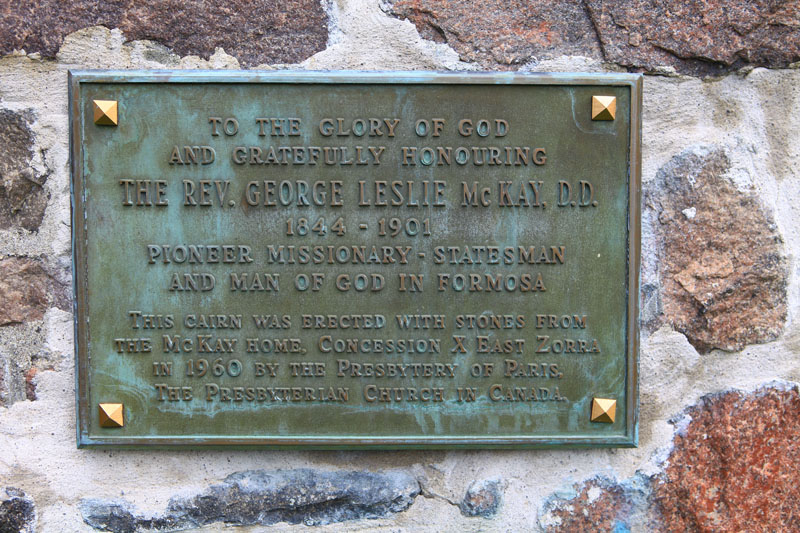 TO THE GLORY OF GOD
AND GRATEFULLY HONOURING
THE REV. GEORGE LESLIE McKAY, D.D.
1844 - 1901
PIONEER MISSIONARY - STATESMAN
AND MAN OF GOD IN FORMOSA
THIS CAIRN WAS ERECTED WITH STONES FROM
THE McKAY HOME, CONCESSION X EAST ZORRA
IN 1960 BY THE PRESBYTERY OF PARIS.
THE PRESBYTERIAN CHURCH IN CANADA.